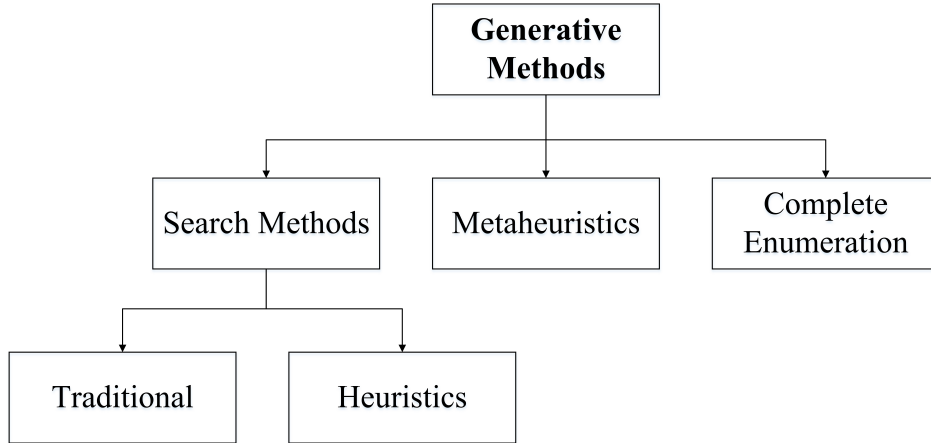 Generative
Methods
Search Methods
Metaheuristics
Complete
Enumeration
Traditional
Heuristics